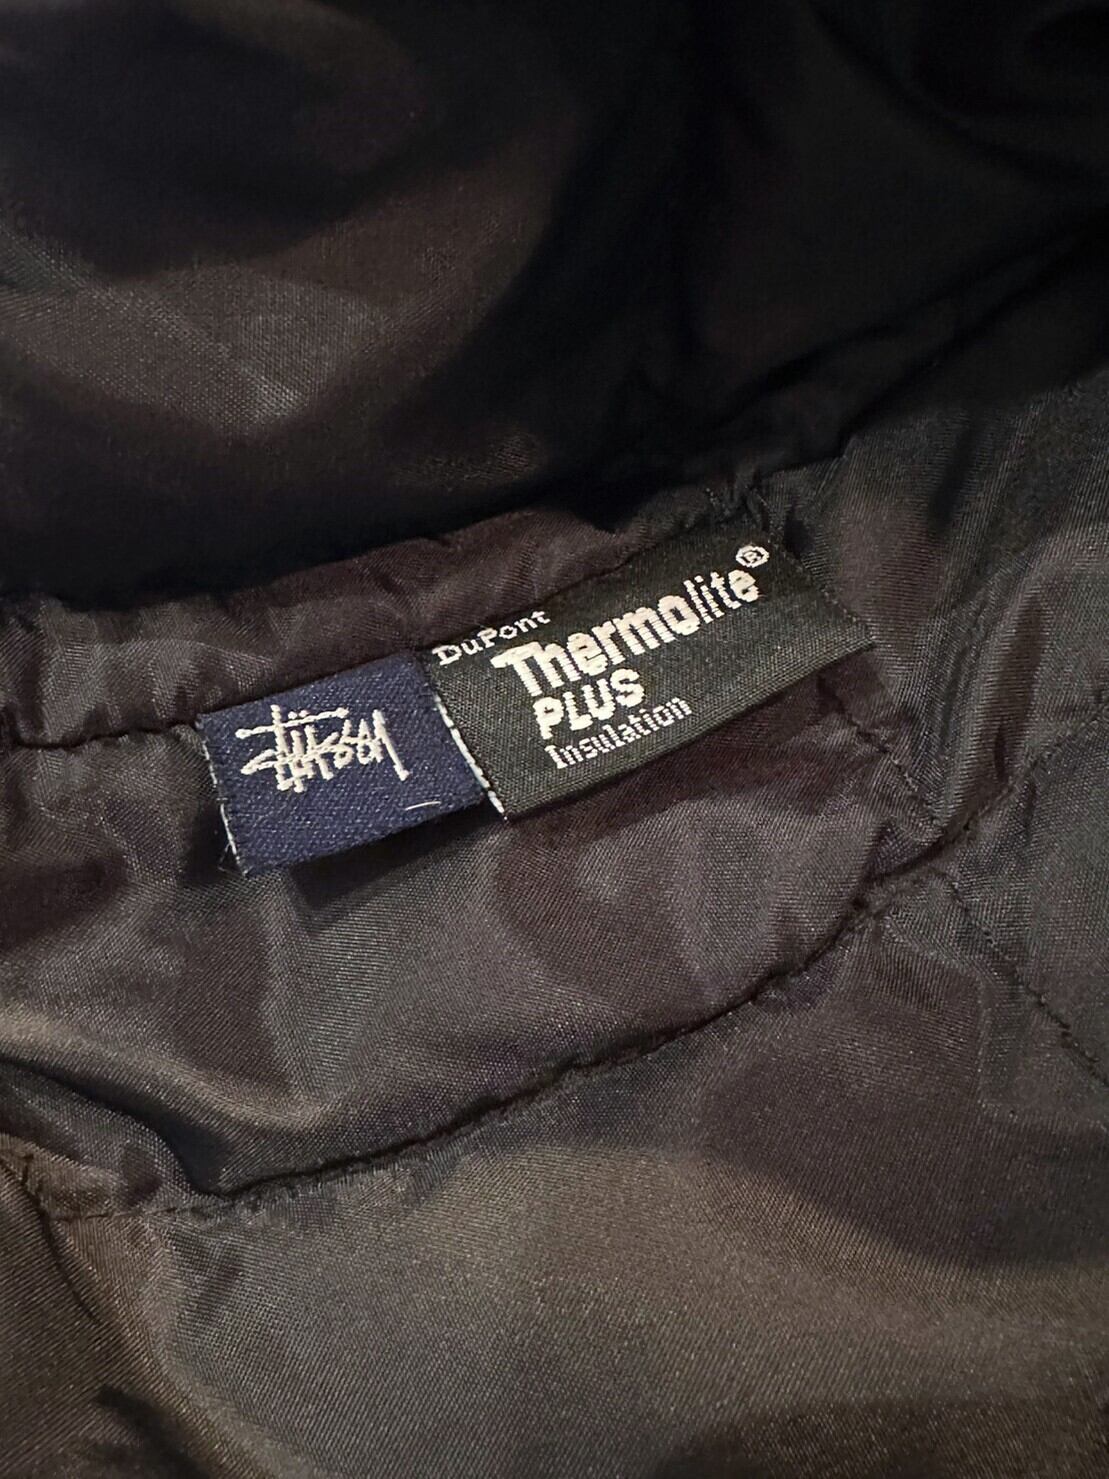 Stüssy
DuPont
Thermolite®
PLUS
Insulation